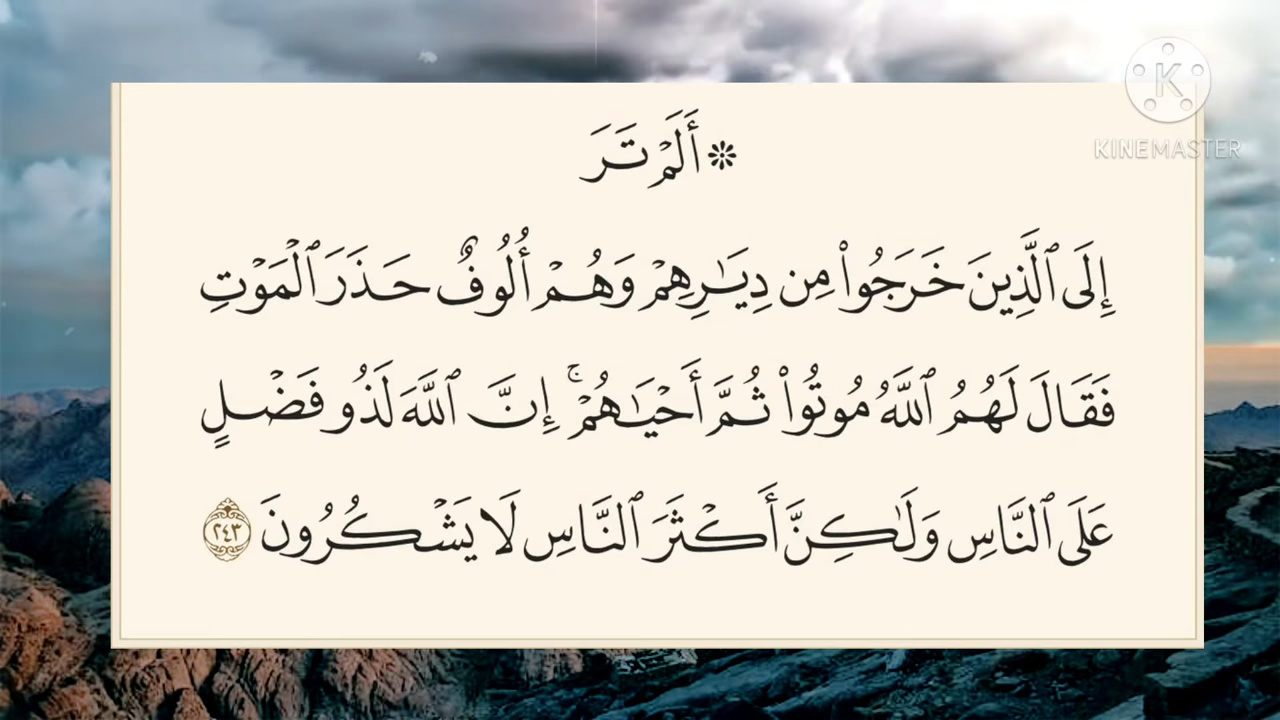 ۞ أَلَمْ تَرَ
إِلَى ٱلَّذِينَ خَرَجُوا۟ مِن دِيَـٰرِهِمْ وَهُمْ أُلُوفٌ حَذَرَ ٱلْمَوْتِ
فَقَالَ لَهُمُ ٱللَّهُ مُوتُوا۟ ثُمَّ أَحْيَـٰهُمْ ۚ إِنَّ ٱللَّهَ لَذُو فَضْلٍ
عَلَى ٱلنَّاسِ وَلَـٰكِنَّ أَكْثَرَ ٱلنَّاسِ لَا يَشْكُرُونَ ٢٤٣
K
KINEMASTER